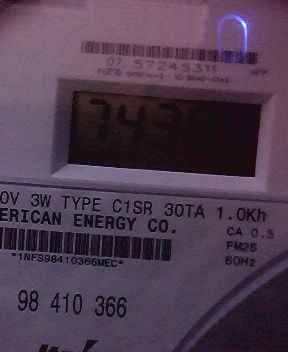 07 57245311
7438
0V 3W TYPE C1SR 30TA 1.0Kh
ERICAN ENERGY CO.
CA 0.5
FM2S
60Hz
*1NFS98410366MEC*
98 410 366